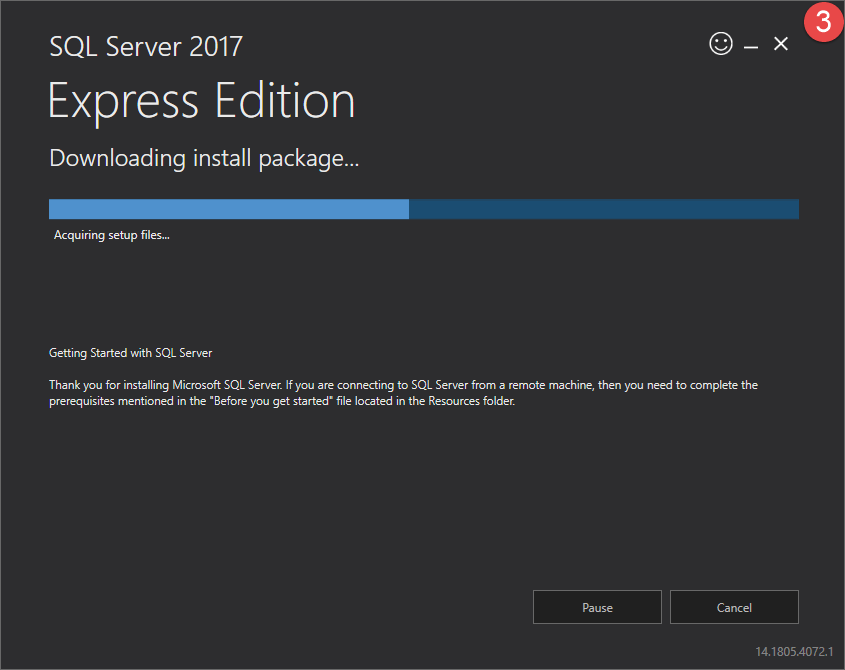 3
SQL Server 2017
Express Edition
Downloading install package...
Acquiring setup files...
Getting Started with SQL Server
Thank you for installing Microsoft SQL Server. If you are connecting to SQL Server from a remote machine, then you need to complete the
prerequisites mentioned in the "Before you get started" file located in the Resources folder.
Pause
Cancel
14.1805.4072.1